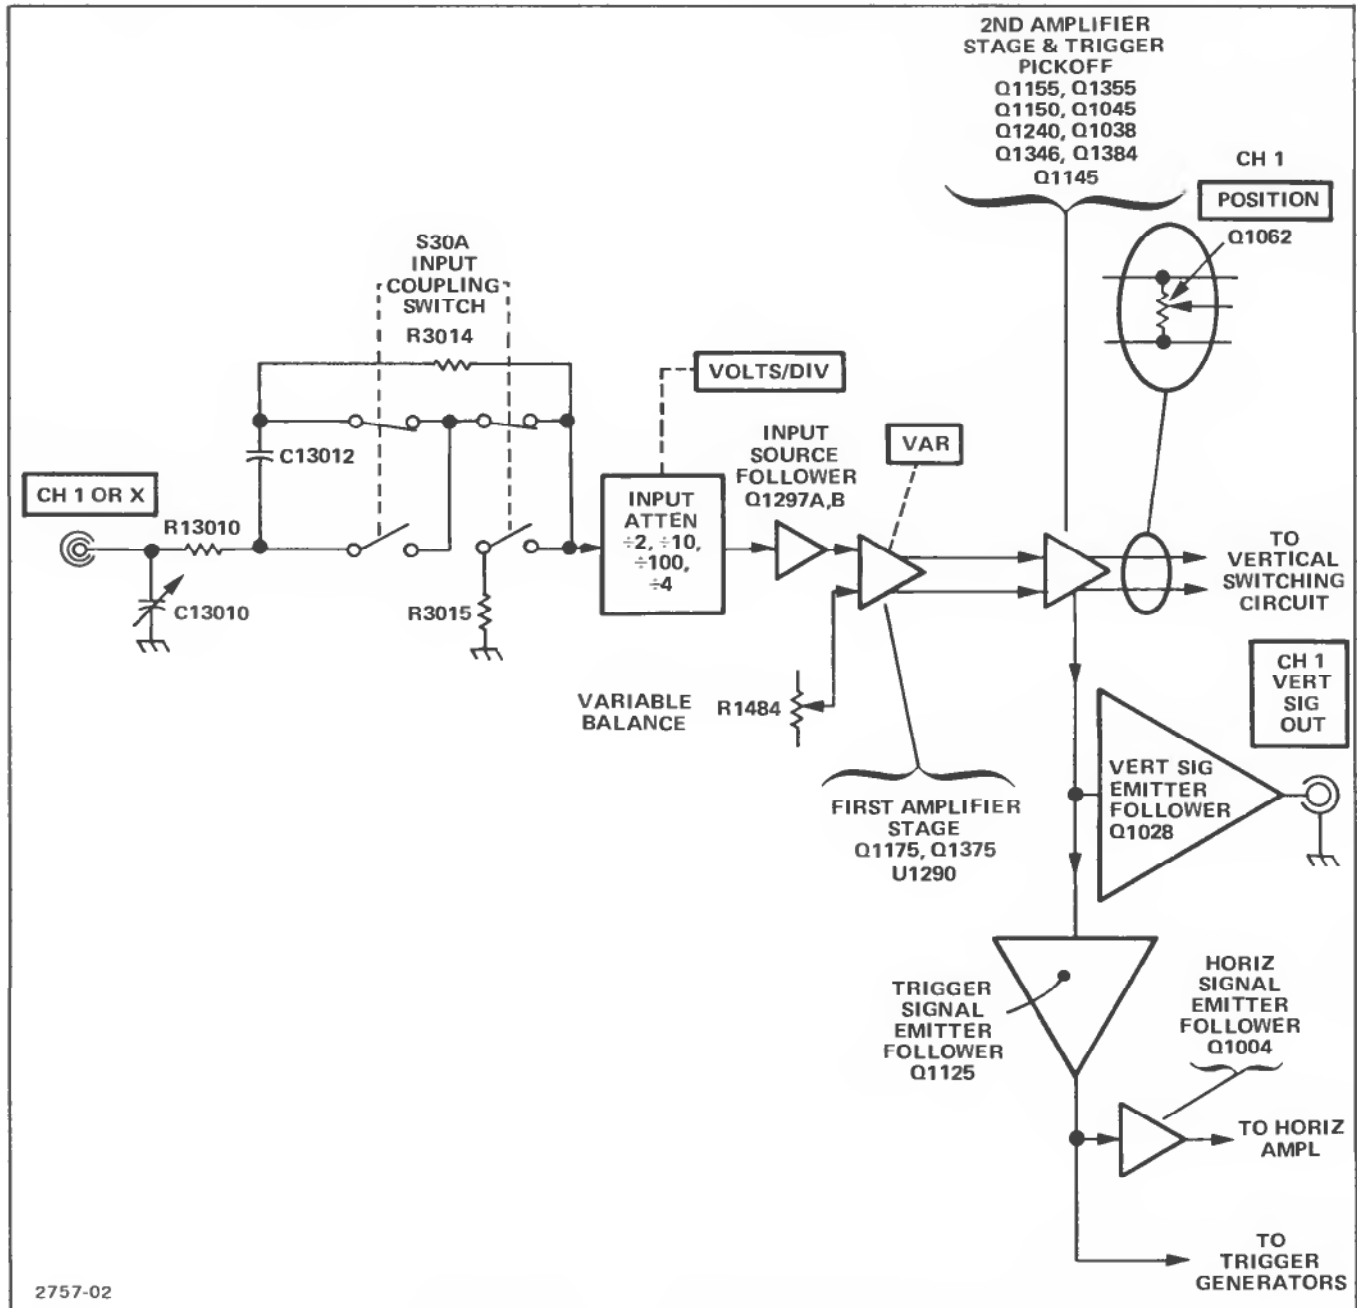 2ND AMPLIFIER
STAGE & TRIGGER
PICKOFF
Q1155, Q1355
Q1150, Q1045
Q1240, Q1038
Q1346, Q1384
Q1145
CH 1
POSITION
Q1062
S30A
INPUT
COUPLING
SWITCH
R3014
C13012
VOLTS/DIV
INPUT
SOURCE
FOLLOWER
Q1297A,B
VAR
CH 1 OR X
R13010
C13010
R3015
INPUT
ATTEN
÷2, ÷10,
÷100,
÷4
TO
VERTICAL
SWITCHING
CIRCUIT
VARIABLE
BALANCE
R1484
CH 1
VERT
SIG
OUT
VERT SIG
EMITTER
FOLLOWER
Q1028
FIRST AMPLIFIER
STAGE
Q1175, Q1375
U1290
TRIGGER
SIGNAL
EMITTER
FOLLOWER
Q1125
HORIZ
SIGNAL
EMITTER
FOLLOWER
Q1004
TO HORIZ
AMPL
TO
TRIGGER
GENERATORS
2757-02